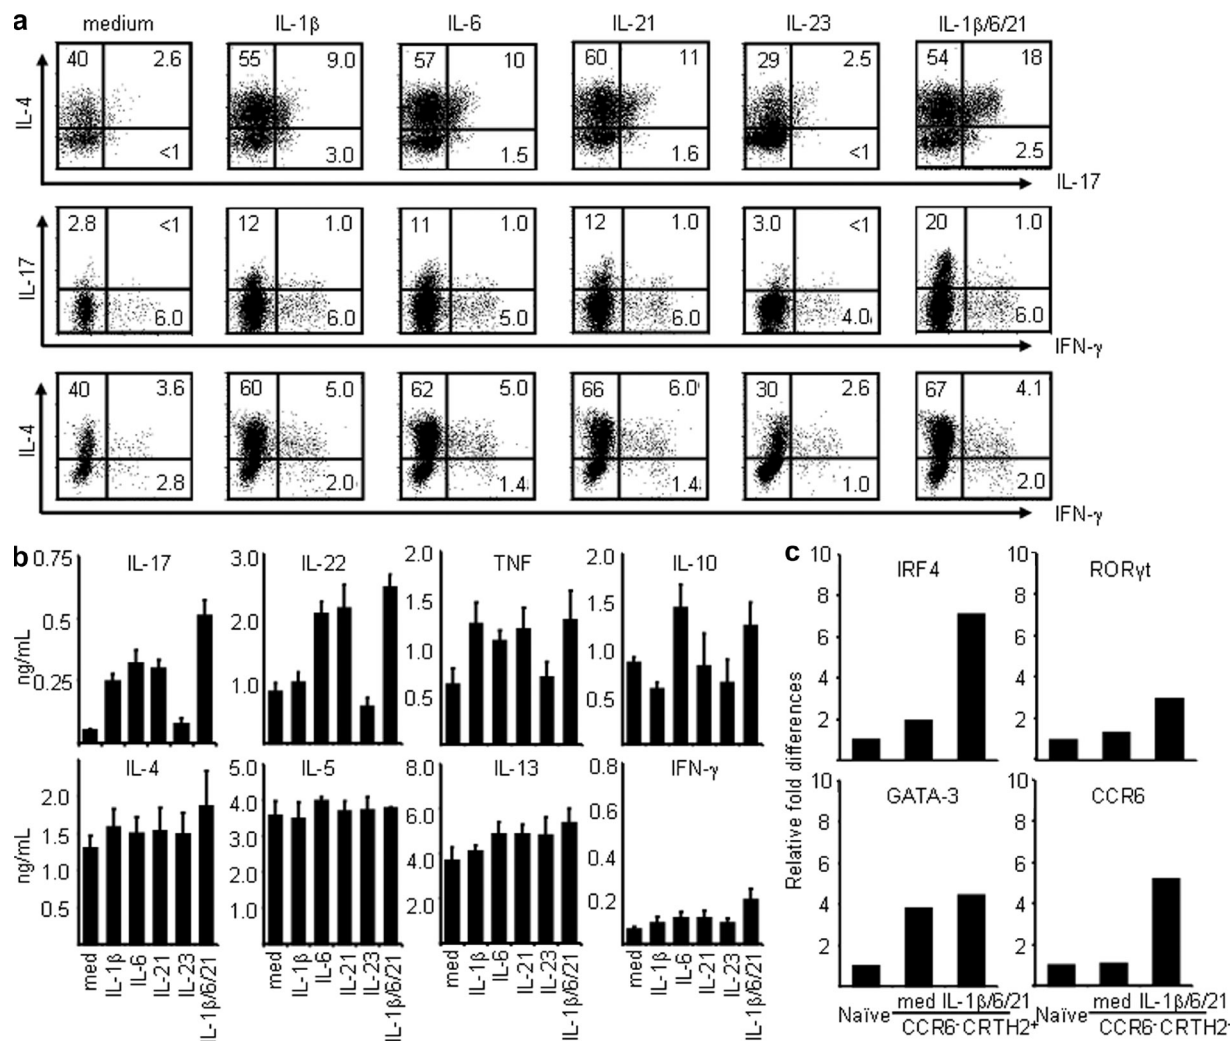 a medium IL-1β IL-6 IL-21 IL-23 IL-1β/6/21
40 2.6 55 9.0 57 10 60 11 29 2.5 54 18
IL-4
<1 3.0 1.5 1.6 <1 2.5
IL-17
2.8 <1 12 1.0 11 1.0 12 1.0 3.0 <1 20 1.0
IL-17
6.0 6.0 5.0 6.0 4.0 6.0
IFN-γ
40 3.6 60 5.0 62 5.0 66 6.0 30 2.6 67 4.1
IL-4
2.8 2.0 1.4 1.4 1.0 2.0
IFN-γ
b
IL-17
0.75
0.5
0.25
ng/mL
IL-22
3.0
2.0
1.0
TNF
2.0
1.5
1.0
0.5
IL-10
2.0
1.5
1.0
0.5
IL-4
2.0
1.5
1.0
0.5
ng/mL
IL-5
5.0
4.0
3.0
2.0
1.0
IL-13
8.0
6.0
4.0
2.0
IFN-γ
0.8
0.6
0.4
0.2
med IL-1β IL-6 IL-21 IL-23 IL-1β/6/21
med IL-1β IL-6 IL-21 IL-23 IL-1β/6/21
med IL-1β IL-6 IL-21 IL-23 IL-1β/6/21
med IL-1β IL-6 IL-21 IL-23 IL-1β/6/21
c
Relative fold differences
IRF4
10
8
6
4
2
RORγt
10
8
6
4
2
GATA-3
10
8
6
4
2
CCR6
10
8
6
4
2
Naïve med IL-1β/6/21
CCR6-CRTH2+
Naïve med IL-1β/6/21
CCR6-CRTH2-